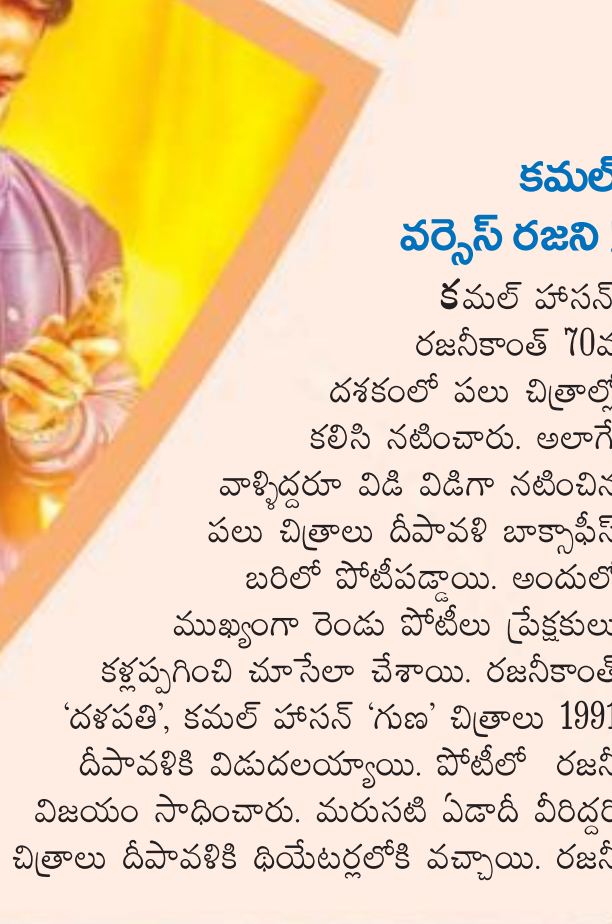 కమల్
వర్సెస్ రజని
కమల్ హాసన్
రజనీకాంత్ 70వ
దశకంలో పలు చిత్రాల్లో
కలిసి నటించారు. అలాగే
వాళ్ళిద్దరూ విడి విడిగా నటించిన
పలు చిత్రాలు దీపావళి బాక్సాఫీస్
బరిలో పోటీపడ్డాయి. అందులో
ముఖ్యంగా రెండు పోటీలు ప్రేక్షకులు
కళ్లప్పగించి చూసేలా చేశాయి. రజనీకాంత్
‘దళపతి’, కమల్ హాసన్ ‘గుణ’ చిత్రాలు 1991
దీపావళికి విడుదలయ్యాయి. పోటీలో రజనీ
విజయం సాధించారు. మరుసటి ఏడాదీ వీరిద్దరి
చిత్రాలు దీపావళికి థియేటర్లలోకి వచ్చాయి. రజనీ